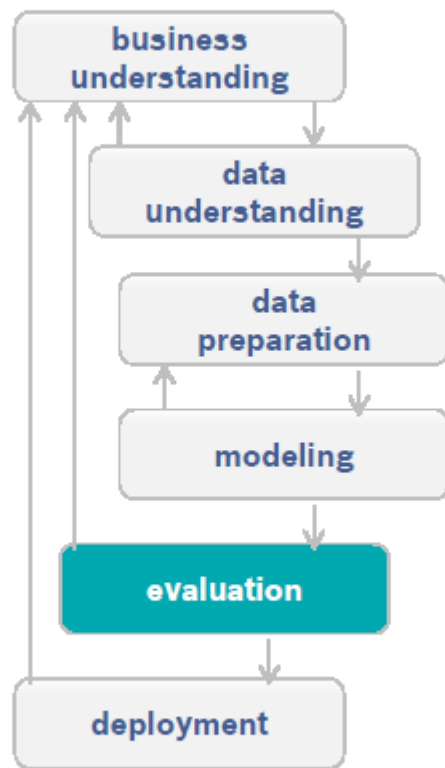 business
understanding
data
understanding
data
preparation
modeling
evaluation
deployment